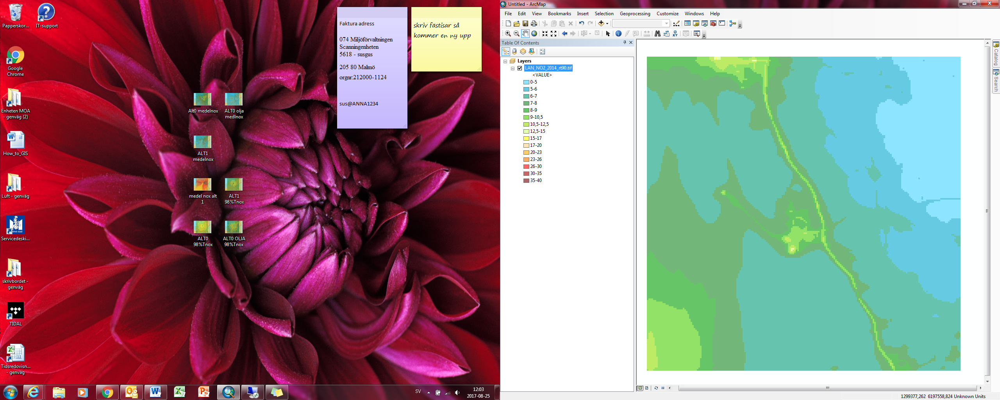 Papperskor...
IT-support
Google
Chrome
Enheten MOA
- genväg (2)
How_to_GIS
Luft - genväg
Servicedeski...
skrivbordet -
genväg
TIDAL
Tidsredovisn...
- genväg
Alt0 medelnox
ALT0 olja
medlnox
ALT1
medelnox
medel nox alt
1
ALT1
98%Tnox
ALT0
98%Tnox
ALT0 OLJA
98%Tnox
Faktura adress
074 Miljöförvaltningen
Scanningenheten
5618 - susgus
205 80 Malmö
orgnr:212000-1124
sus@ANNA1234
skriv fästisar så
kommer en ny upp
SV
12:03
2017-08-25
Untitled - ArcMap
File Edit View Bookmarks Insert Selection Geoprocessing Customize Windows Help
Table Of Contents
Layers
LAN_NO2_2014_rt90.tif
<VALUE>
0-5
5-6
6-7
7-8
8-9
9-10,5
10,5-12,5
12,5-15
15-17
17-20
20-23
23-26
26-30
30-35
35-40
Catalog
Search
1299377,262 6197558,824 Unknown Units